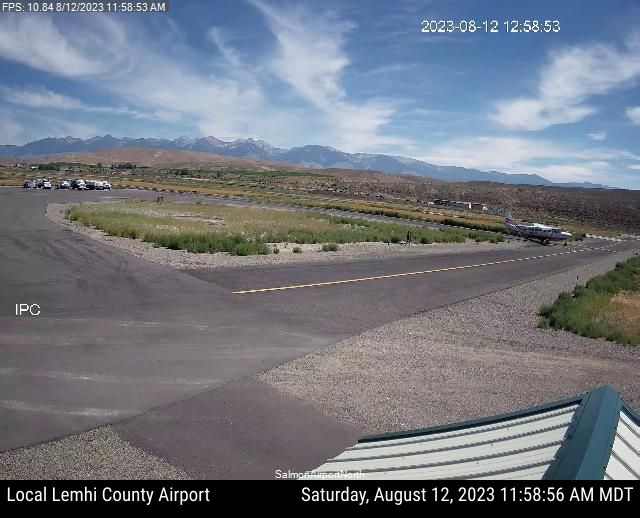 FPS: 10.84 8/12/2023 11:58:53 AM
2023-08-12 12:58:53
IPC
SalmonAirportNorth
Local Lemhi County Airport
Saturday, August 12, 2023 11:58:56 AM MDT